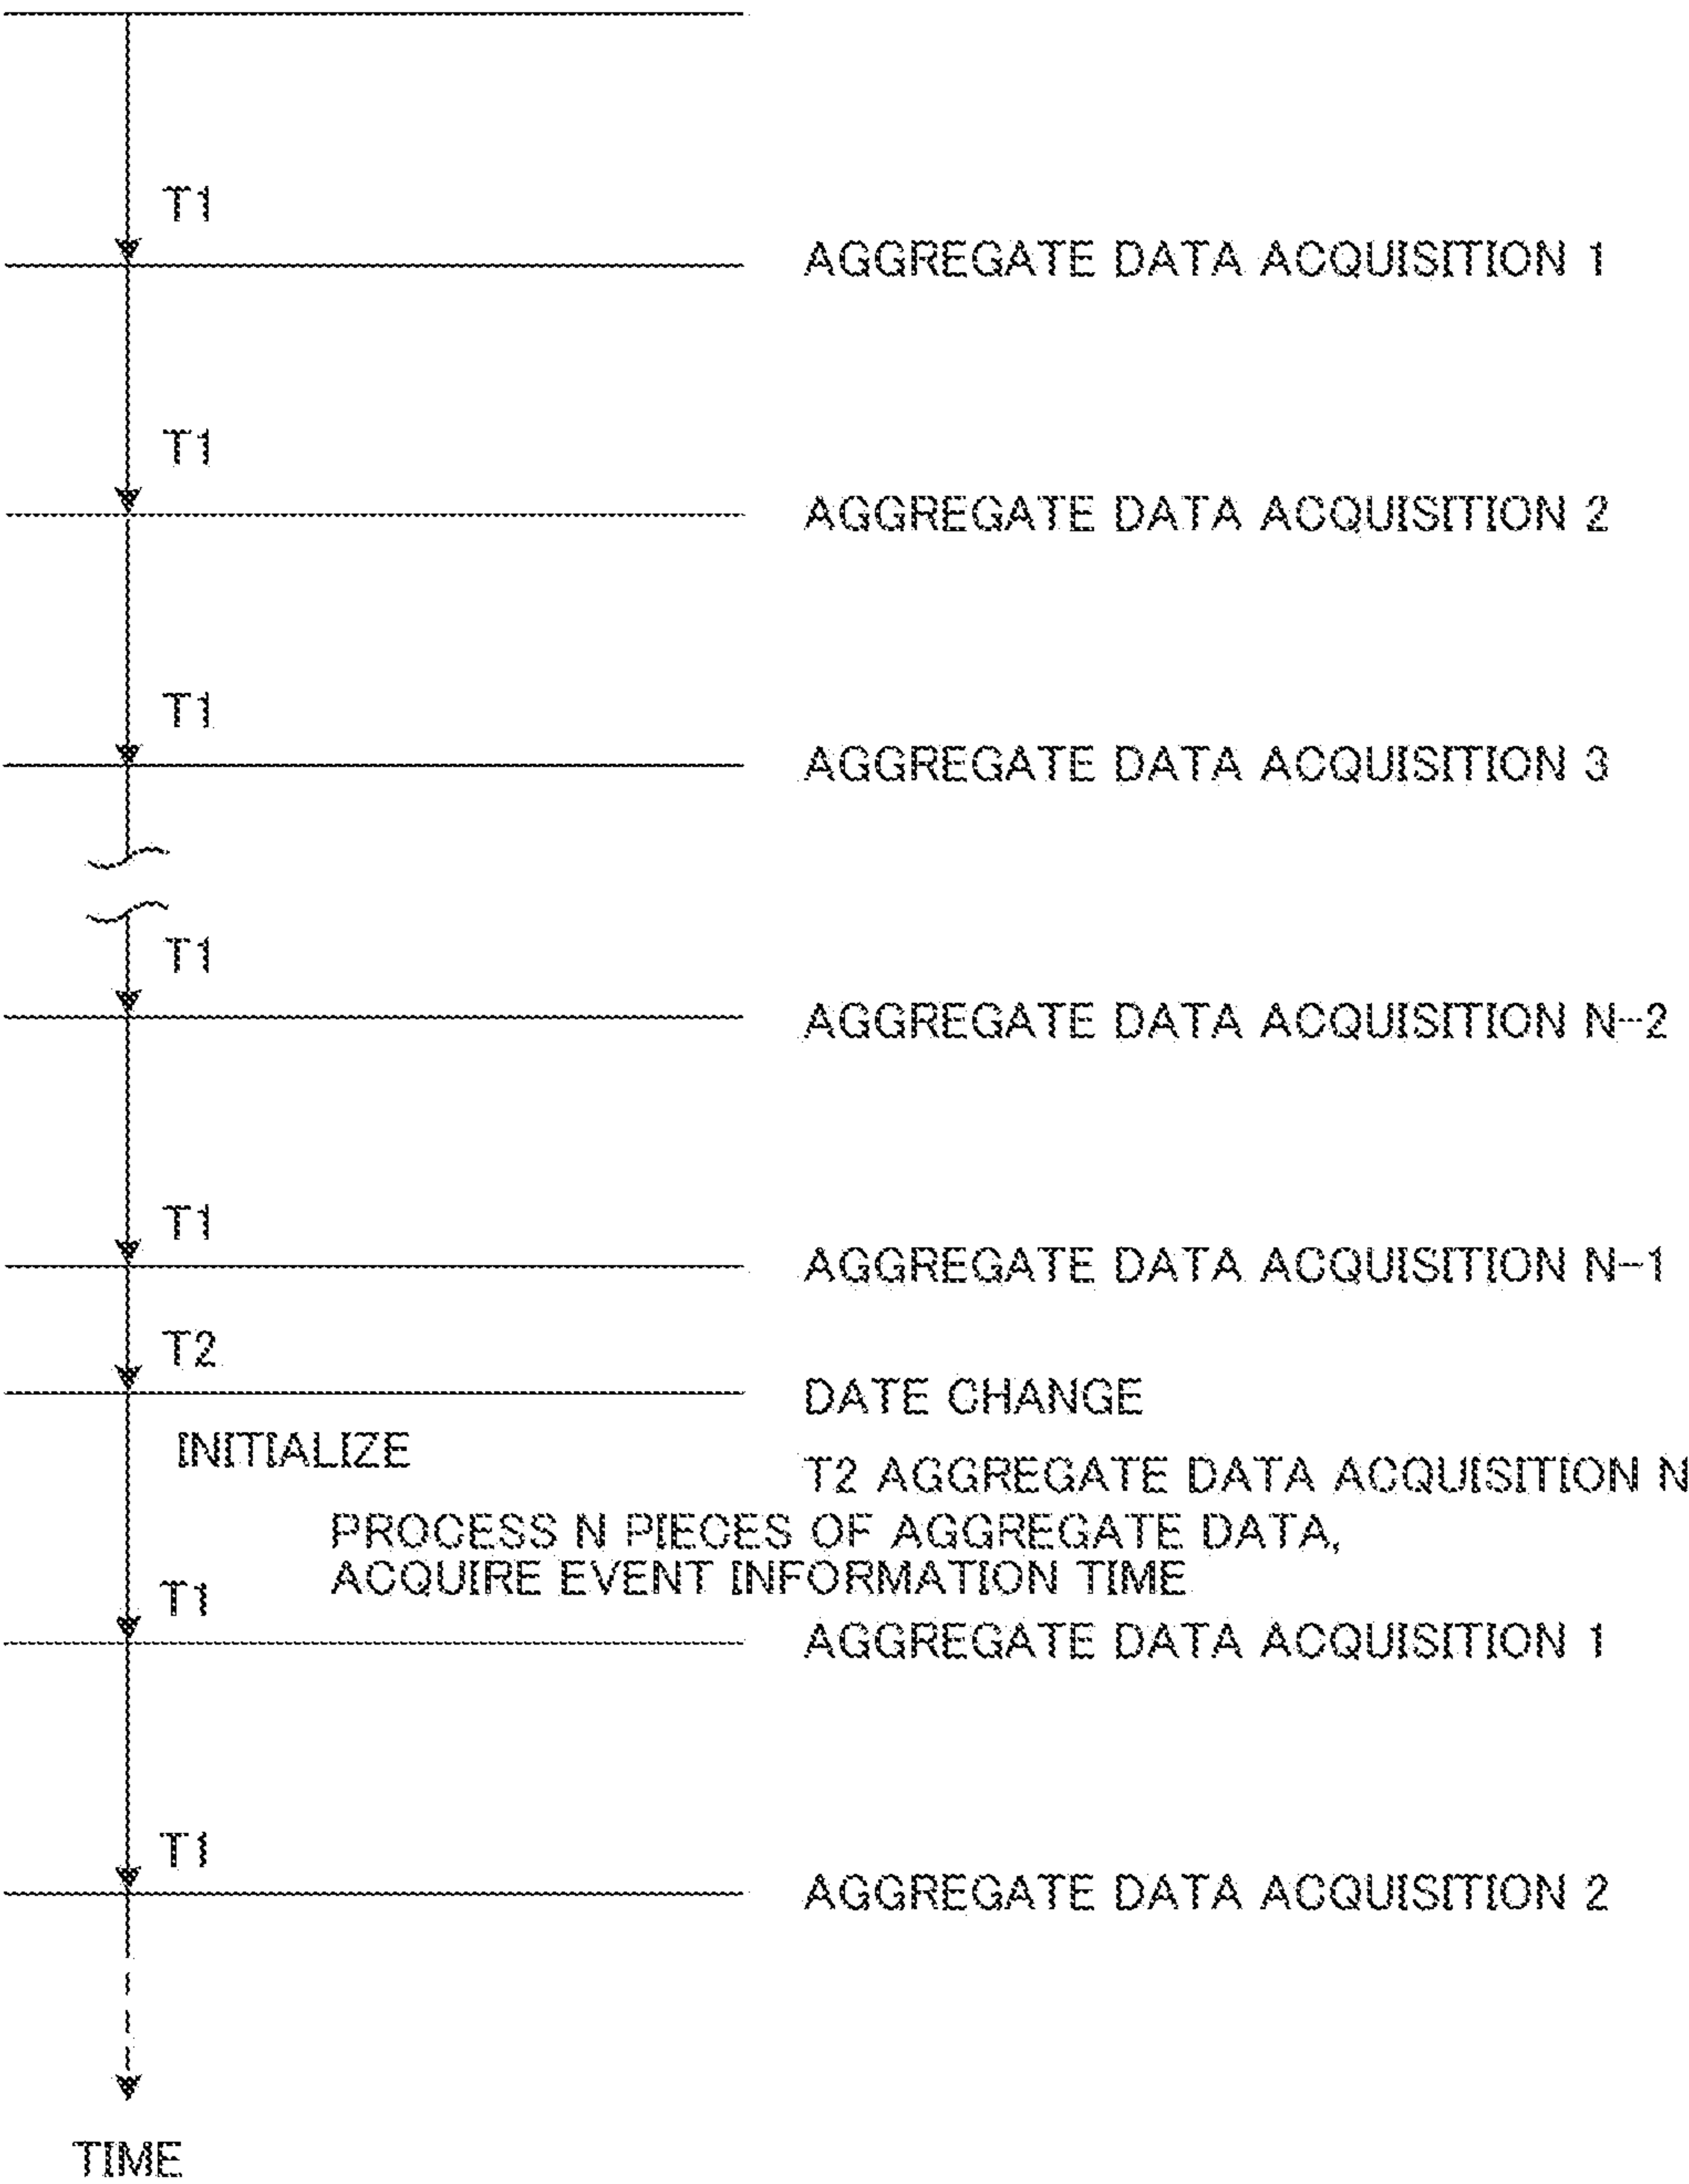 T1
AGGREGATE DATA ACQUISITION 1
T1
AGGREGATE DATA ACQUISITION 2
T1
AGGREGATE DATA ACQUISITION 3
T1
AGGREGATE DATA ACQUISITION N-2
T1
AGGREGATE DATA ACQUISITION N-1
T2
DATE CHANGE
INITIALIZE
T2 AGGREGATE DATA ACQUISITION N
PROCESS N PIECES OF AGGREGATE DATA,
ACQUIRE EVENT INFORMATION TIME
T1
AGGREGATE DATA ACQUISITION 1
T1
AGGREGATE DATA ACQUISITION 2
TIME